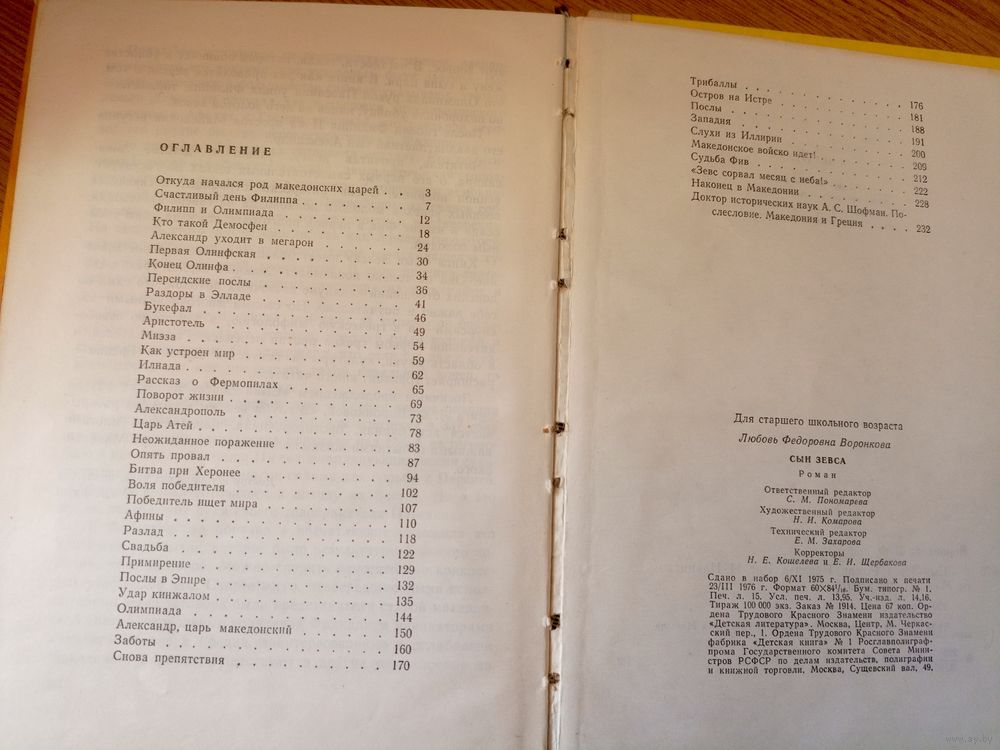 ОГЛАВЛЕНИЕ
Откуда начался род македонских царей . . 3
Счастливый день Филиппа . . . . . . . 7
Филипп и Олимпиада . . . . . . . . . 12
Кто такой Демосфен . . . . . . . . . 18
Александр уходит в мегарон . . . . . . 24
Первая Олинфская . . . . . . . . . . 30
Конец Олинфа . . . . . . . . . . . . 34
Персидские послы . . . . . . . . . . 36
Раздоры в Элладе . . . . . . . . . . 41
Букефал . . . . . . . . . . . . . . 46
Аристотель . . . . . . . . . . . . . 49
Миэза . . . . . . . . . . . . . . . 54
Как устроен мир . . . . . . . . . . . 59
Илиада . . . . . . . . . . . . . . . 62
Рассказ о Фермопилах . . . . . . . . 65
Поворот жизни . . . . . . . . . . . . 69
Александрополь . . . . . . . . . . . 73
Царь Атей . . . . . . . . . . . . . 78
Неожиданное поражение . . . . . . . . 83
Опять провал . . . . . . . . . . . . 87
Битва при Херонее . . . . . . . . . . 94
Воля победителя . . . . . . . . . . . 102
Победитель ищет мира . . . . . . . . 107
Афины . . . . . . . . . . . . . . . 110
Разлад . . . . . . . . . . . . . . . 118
Свадьба . . . . . . . . . . . . . . 122
Примирение . . . . . . . . . . . . . 129
Послы в Эпире . . . . . . . . . . . . 132
Удар кинжалом . . . . . . . . . . . . 135
Олимпиада . . . . . . . . . . . . . 144
Александр, царь македонский . . . . . . 150
Заботы . . . . . . . . . . . . . . . 160
Снова препятствия . . . . . . . . . . 170
Трибаллы . . . . . . . . . . . . . . 176
Остров на Истре . . . . . . . . . . . 181
Послы . . . . . . . . . . . . . . . 188
Западня . . . . . . . . . . . . . . 191
Слухи из Иллирии . . . . . . . . . . 200
Македонское войско идет! . . . . . . . 209
Судьба Фив . . . . . . . . . . . . . 212
«Зевс сорвал месяц с неба!» . . . . . . 222
Наконец в Македонии . . . . . . . . . 228
Доктор исторических наук А. С. Шофман. По-
слесловие. Македония и Греция . . . . 232
Для старшего школьного возраста
Любовь Федоровна Воронкова
СЫН ЗЕВСА
Роман
Ответственный редактор
С. М. Пономарева
Художественный редактор
Н. И. Комарова
Технический редактор
Е. М. Захарова
Корректоры
Н. Е. Кошелева и Е. И. Щербакова
Сдано в набор 6/XI 1975 г. Подписано к печати
23/III 1976 г. Формат 60×84¹/₁₆. Бум. типогр. № 1.
Печ. л. 15. Усл. печ. л. 13,95. Уч.-изд. л. 14,16.
Тираж 100 000 экз. Заказ № 1914. Цена 67 коп. Ор-
дена Трудового Красного Знамени издательство
«Детская литература». Москва, Центр, М. Черкас-
ский пер., 1. Ордена Трудового Красного Знамени
фабрика «Детская книга» № 1 Росглавполиграф-
прома Государственного комитета Совета Мини-
стров РСФСР по делам издательств, полиграфии
и книжной торговли. Москва, Сущевский вал, 49.
www.ay.by